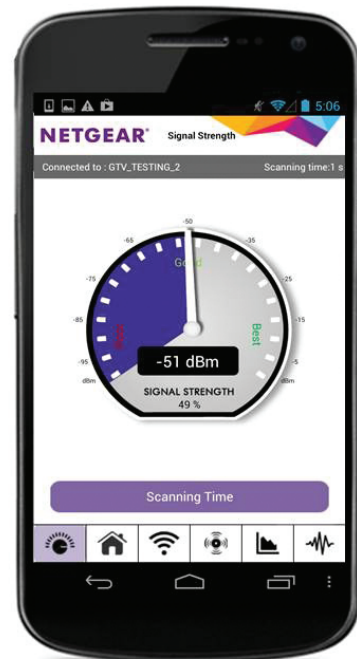 5:06
NETGEAR® Signal Strength
Connected to : GTV_TESTING_2 Scanning time:1 s
-50
-65 -35
Good
-75 -25
-85 -15
Poor Best
-95 -5
-51 dBm
dBm dBm
SIGNAL STRENGTH
49 %
Scanning Time